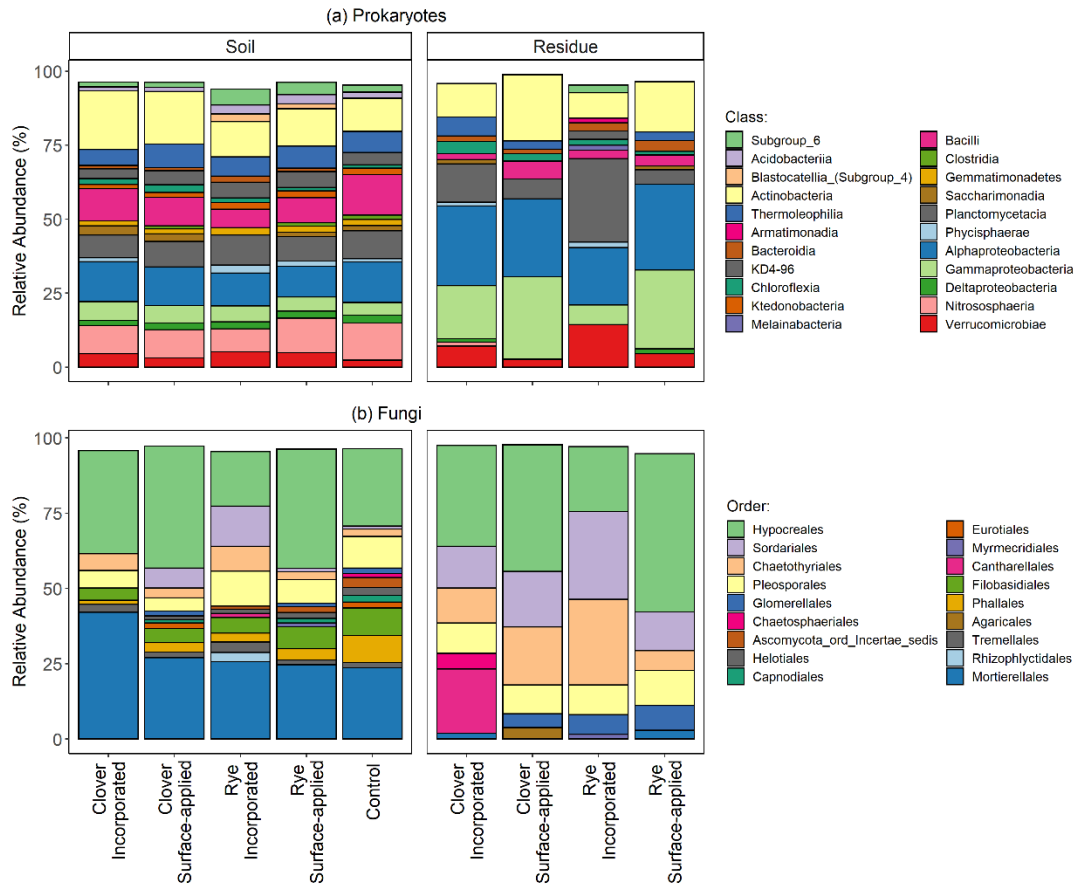 (a) Prokaryotes
Soil
Residue
Relative Abundance (%)
100
75
50
25
0
Class:
Subgroup_6
Acidobacteriia
Blastocatellia_(Subgroup_4)
Actinobacteria
Thermoleophilia
Armatimonadia
Bacteroidia
KD4-96
Chloroflexia
Ktedonobacteria
Melainabacteria
Bacilli
Clostridia
Gemmatimonadetes
Saccharimonadia
Planctomycetacia
Phycisphaerae
Alphaproteobacteria
Gammaproteobacteria
Deltaproteobacteria
Nitrososphaeria
Verrucomicrobiae
(b) Fungi
Relative Abundance (%)
100
75
50
25
0
Order:
Hypocreales
Sordariales
Chaetothyriales
Pleosporales
Glomerellales
Chaetosphaeriales
Ascomycota_ord_Incertae_sedis
Helotiales
Capnodiales
Eurotiales
Myrmecridiales
Cantharellales
Filobasidiales
Phallales
Agaricales
Tremellales
Rhizophlyctidales
Mortierellales
Clover
Incorporated
Clover
Surface-applied
Rye
Incorporated
Rye
Surface-applied
Control
Clover
Incorporated
Clover
Surface-applied
Rye
Incorporated
Rye
Surface-applied